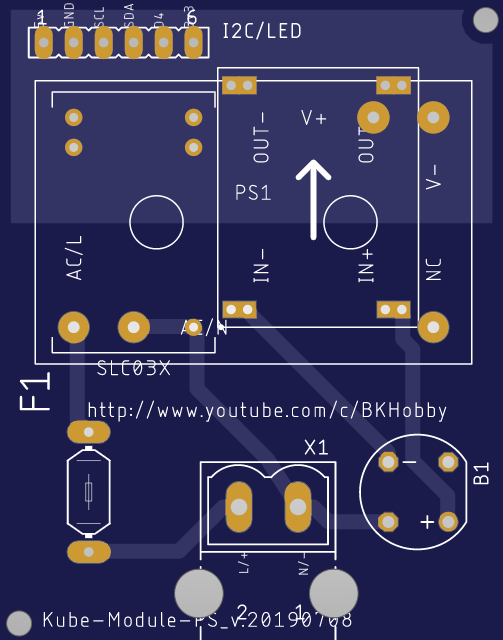 GND SCL SDA D4
1 6 I2C/LED
OUT- V+ OUT
V-
PS1
AC/L IN- IN+ NC
AC/N
SLC03X
F1
http://www.youtube.com/c/BKHobby
X1
B1
- +
L/+ N/-
2 1
Kube-Module-PS_v.20190708